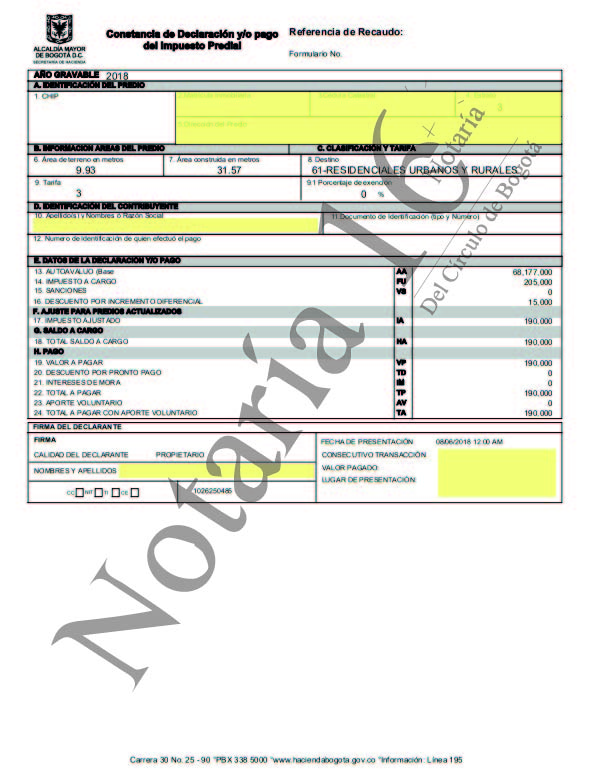 Constancia de Declaración y/o pago
del Impuesto Predial
Referencia de Recaudo:
Formulario No.
ALCALDÍA MAYOR
DE BOGOTÁ D.C.
SECRETARÍA DE HACIENDA
AÑO GRAVABLE 2018
A. IDENTIFICACIÓN DEL PREDIO
1. CHIP
3
B. INFORMACION AREAS DEL PREDIO C. CLASIFICACIÓN Y TARIFA
6. Área de terreno en metros 7. Área construida en metros 8. Destino
9.93 31.57 61-RESIDENCIALES URBANOS Y RURALES
9. Tarifa 9.1 Porcentaje de exención
3 0 %
D. IDENTIFICACIÓN DEL CONTRIBUYENTE
10. Apellido(s) y Nombres o Razón Social 11.Documento de Identificación (tipo y Número)
12. Numero de Identificación de quien efectuó el pago
E. DATOS DE LA DECLARACION Y/O PAGO
13. AUTOAVALUO (Base AA 68,177,000
14. IMPUESTO A CARGO FU 205,000
15. SANCIONES VS 0
16. DESCUENTO POR INCREMENTO DIFERENCIAL 15,000
F. AJUSTE PARA PREDIOS ACTUALIZADOS
17. IMPUESTO AJUSTADO IA 190,000
G. SALDO A CARGO
18. TOTAL SALDO A CARGO HA 190,000
H. PAGO
19. VALOR A PAGAR VP 190,000
20. DESCUENTO POR PRONTO PAGO TD 0
21. INTERESES DE MORA IM 0
22. TOTAL A PAGAR TP 190,000
23. APORTE VOLUNTARIO AV 0
24. TOTAL A PAGAR CON APORTE VOLUNTARIO TA 190,000
FIRMA DEL DECLARANTE
FIRMA
CALIDAD DEL DECLARANTE PROPIETARIO
NOMBRES Y APELLIDOS
CC NIT TI CE 1026250485
FECHA DE PRESENTACIÓN 08/06/2018 12:00 AM
CONSECUTIVO TRANSACCIÓN
VALOR PAGADO:
LUGAR DE PRESENTACIÓN:
Notaría 16
Notaría
Del Círculo de Bogotá
Carrera 30 No. 25 - 90 "PBX 338 5000 "www.haciendabogota.gov.co "Información: Línea 195